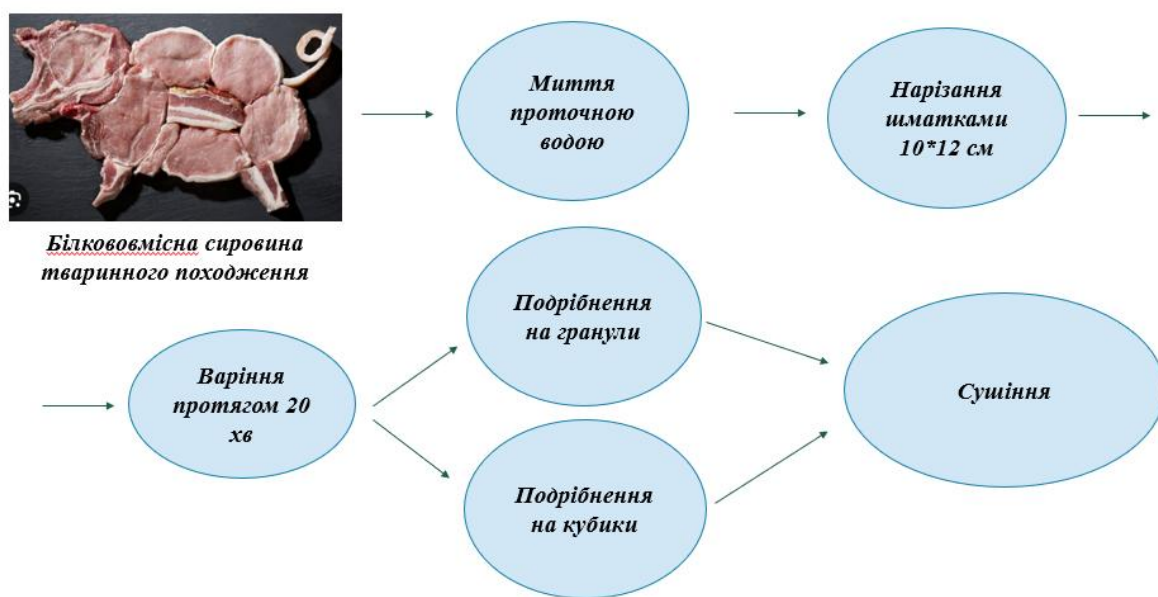 Миття
проточною
водою
Нарізання
шматками
10*12 см
Білкововмісна сировина
тваринного походження
Варіння
протягом 20
хв
Подрібнення
на гранули
Подрібнення
на кубики
Сушіння